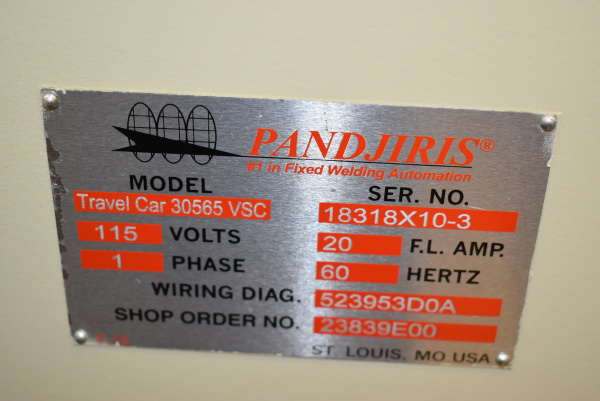 PANDJIRIS®
#1 in Fixed Welding Automation
MODEL
Travel Car 30565 VSC
SER. NO.
18318X10-3
115 VOLTS
20 F.L. AMP.
1 PHASE
60 HERTZ
WIRING DIAG. 523953D0A
SHOP ORDER NO. 23839E00
ST. LOUIS, MO USA